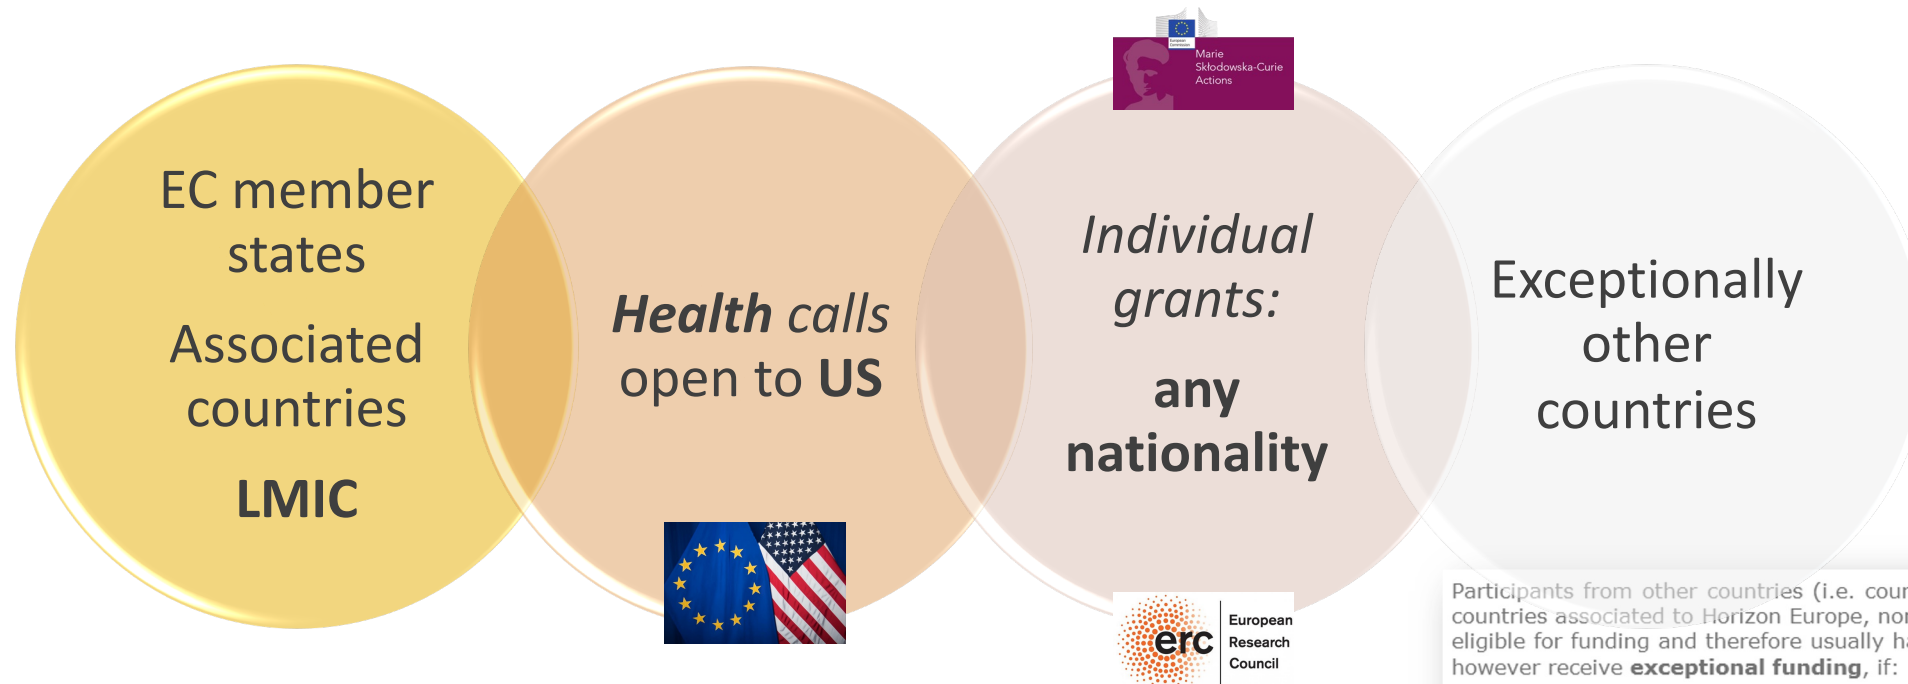 European
Commission
Marie
Skłodowska-Curie
Actions
EC member
states
Associated
countries
LMIC
Health calls
open to US
Individual
grants:
any
nationality
Exceptionally
other
countries
erc
European
Research
Council
Participants from other countries (i.e.
countries associated to Horizon Europe,
eligible for funding and therefore usually
however receive exceptional funding, if: